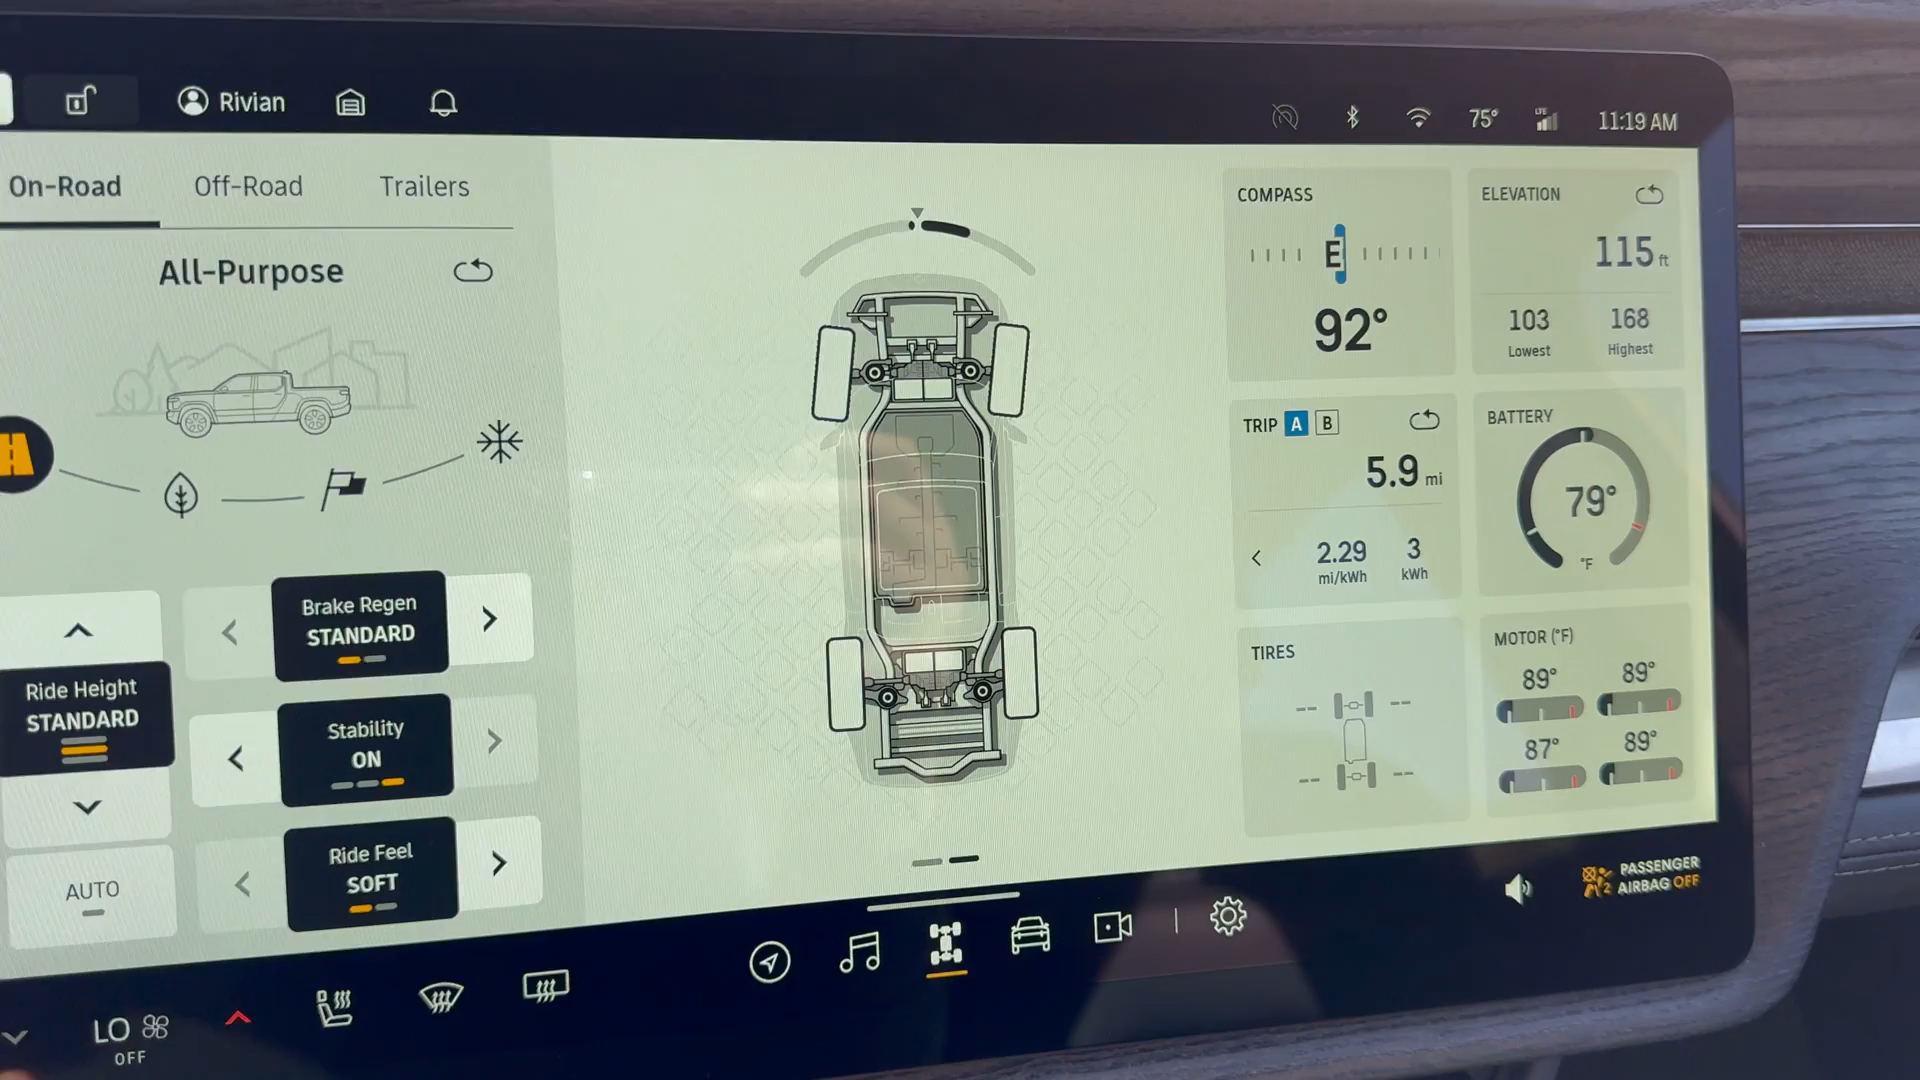 Rivian
75°
LTE
11:19 AM
On-Road
Off-Road
Trailers
All-Purpose
Brake Regen
STANDARD
Ride Height
STANDARD
Stability
ON
Ride Feel
SOFT
AUTO
COMPASS
E
92°
ELEVATION
115 ft
103
Lowest
168
Highest
TRIP A B
5.9 mi
2.29
mi/kWh
3
kWh
BATTERY
79°
°F
TIRES
-- --
-- --
MOTOR (°F)
89° 89°
87° 89°
PASSENGER
AIRBAG OFF
2
LO
OFF